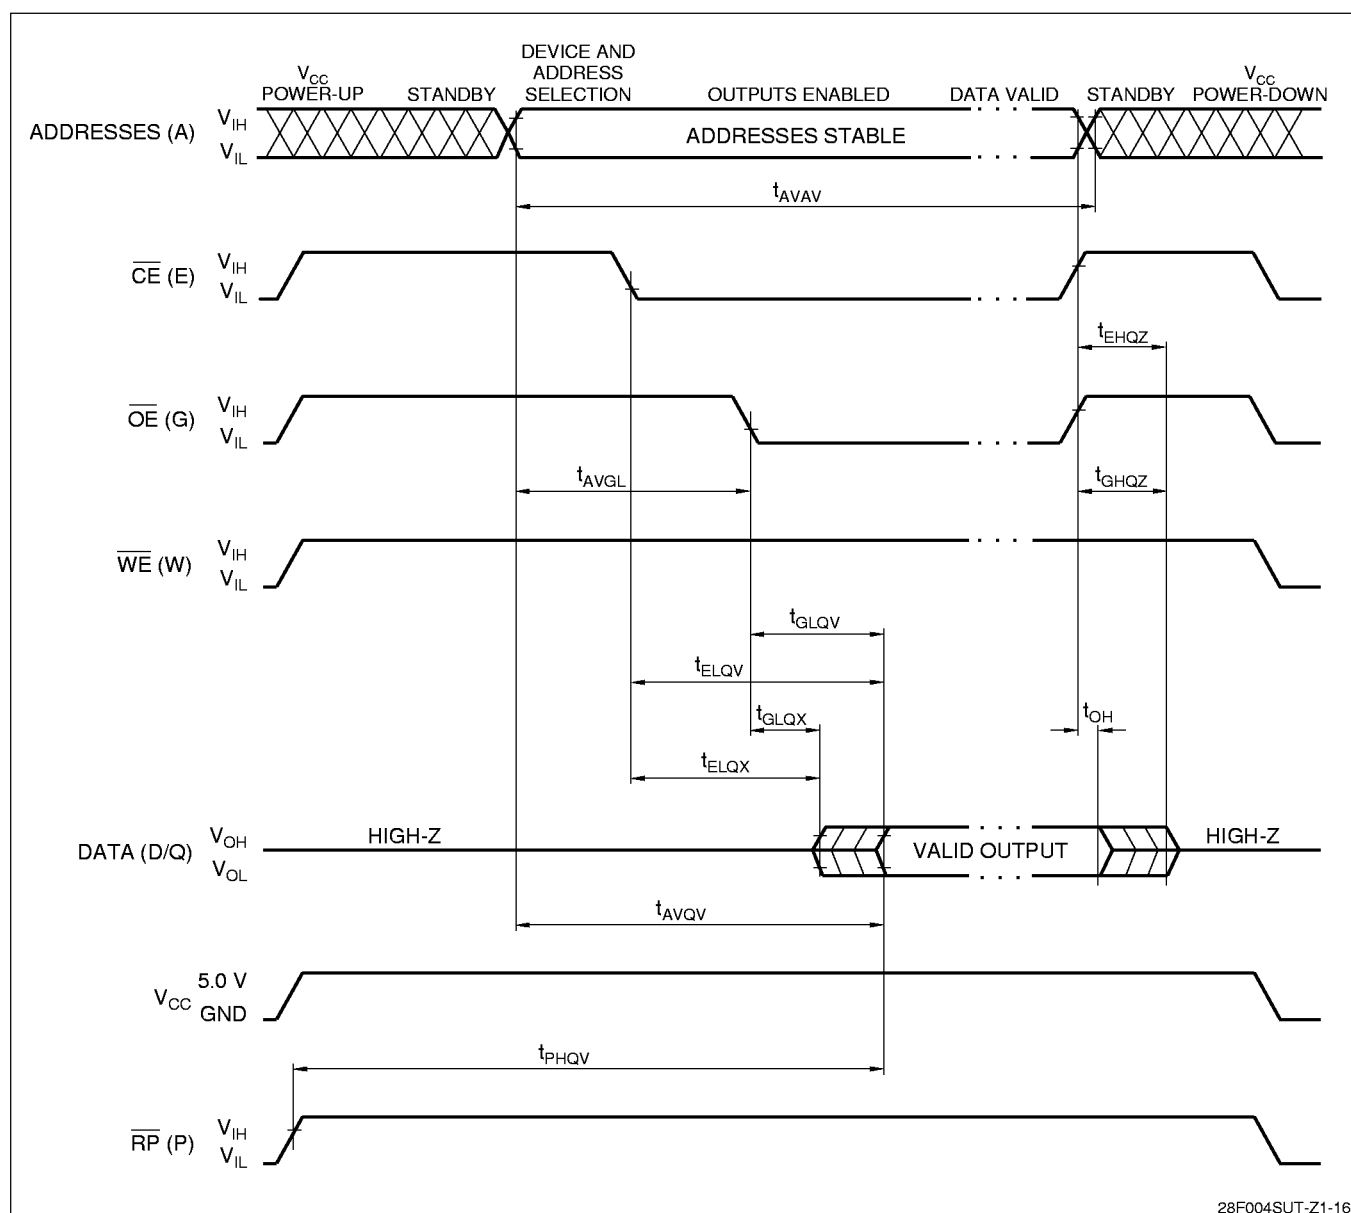 DEVICE AND
VCC ADDRESS VCC
POWER-UP STANDBY SELECTION OUTPUTS ENABLED DATA VALID STANDBY POWER-DOWN
ADDRESSES (A) VIH
VIL
ADDRESSES STABLE
tAVAV
CE (E) VIH
VIL
tEHQZ
OE (G) VIH
VIL
tAVGL
tGHQZ
WE (W) VIH
VIL
tGLQV
tELQV
tGLQX
tOH
tELQX
DATA (D/Q) VOH
VOL
HIGH-Z
VALID OUTPUT
HIGH-Z
tAVQV
VCC 5.0 V
GND
tPHQV
RP (P) VIH
VIL
28F004SUT-Z1-16